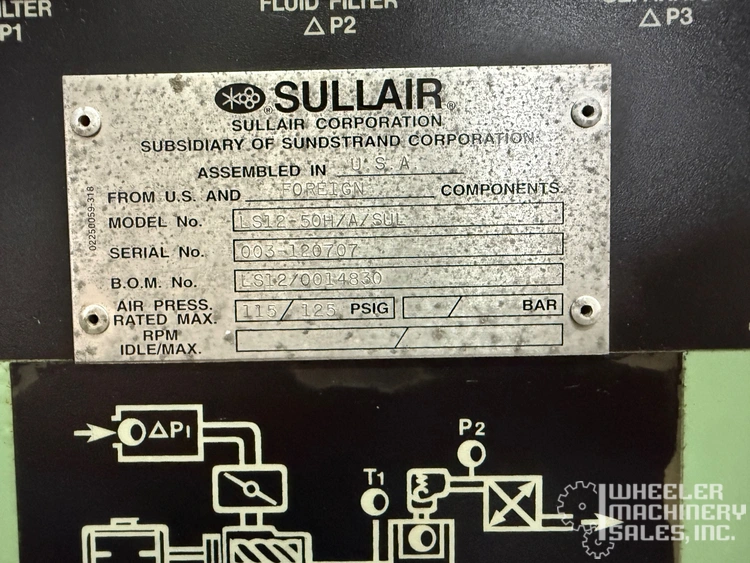 FILTER
P1
FLUID FILTER
△ P2
△ P3
SULLAIR
SULLAIR CORPORATION
SUBSIDIARY OF SUNDSTRAND CORPORATION
ASSEMBLED IN U S A
FROM U.S. AND FOREIGN COMPONENTS.
MODEL No. LS12-50H/A/SUL
SERIAL No. 003-120707
B.O.M. No. LS12/0014830
AIR PRESS. RATED MAX. 115 / 125 PSIG / BAR
RPM IDLE/MAX. /
02250059-318
△P1
P2
T1
WHEELER
MACHINERY
SALES, INC.